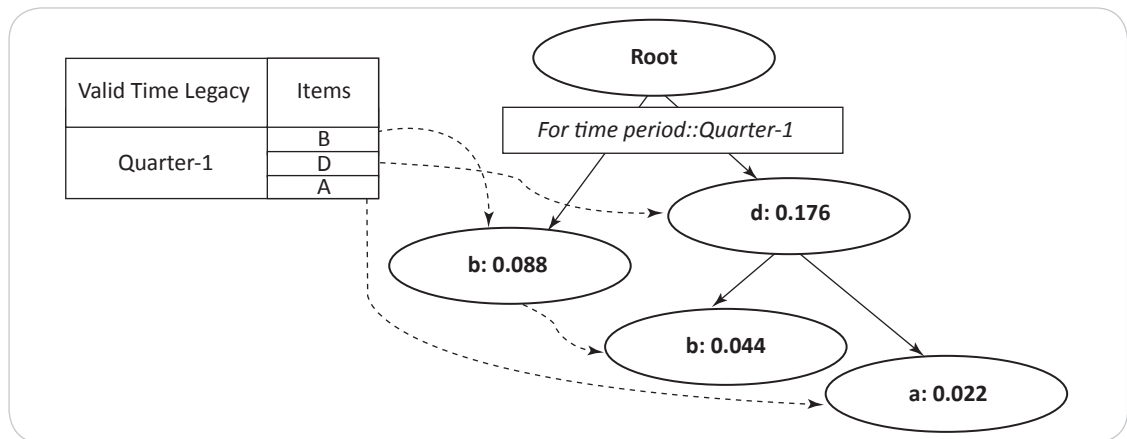 Root
Valid Time Legacy
Items
For time period::Quarter-1
B
Quarter-1
D
A
d: 0.176
b: 0.088
b: 0.044
a: 0.022